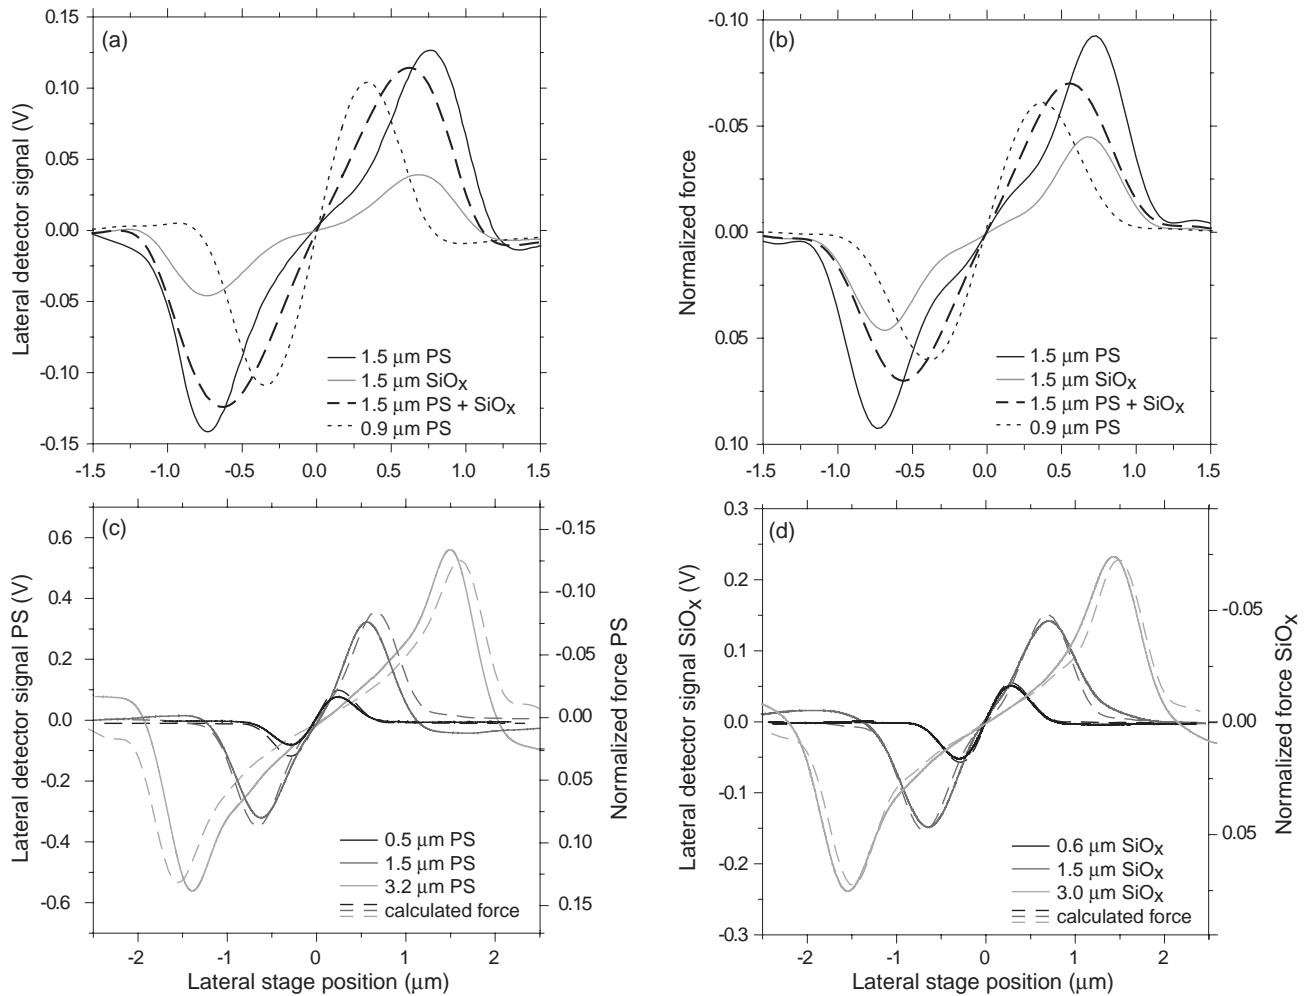 (a)
Lateral detector signal (V)
0.15
0.10
0.05
0.00
-0.05
-0.10
-0.15
-1.5 -1.0 -0.5 0.0 0.5 1.0 1.5
1.5 μm PS
1.5 μm SiOx
1.5 μm PS + SiOx
0.9 μm PS
(b)
Normalized force
-0.10
-0.05
0.00
0.05
0.10
-1.5 -1.0 -0.5 0.0 0.5 1.0 1.5
1.5 μm PS
1.5 μm SiOx
1.5 μm PS + SiOx
0.9 μm PS
(c)
Lateral detector signal PS (V)
0.6
0.4
0.2
0.0
-0.2
-0.4
-0.6
-2 -1 0 1 2
Lateral stage position (μm)
-0.15
-0.10
-0.05
0.00
0.05
0.10
0.15
Normalized force PS
0.5 μm PS
1.5 μm PS
3.2 μm PS
calculated force
(d)
Lateral detector signal SiOx (V)
0.3
0.2
0.1
0.0
-0.1
-0.2
-0.3
-2 -1 0 1 2
Lateral stage position (μm)
-0.05
0.00
0.05
Normalized force SiOx
0.6 μm SiOx
1.5 μm SiOx
3.0 μm SiOx
calculated force